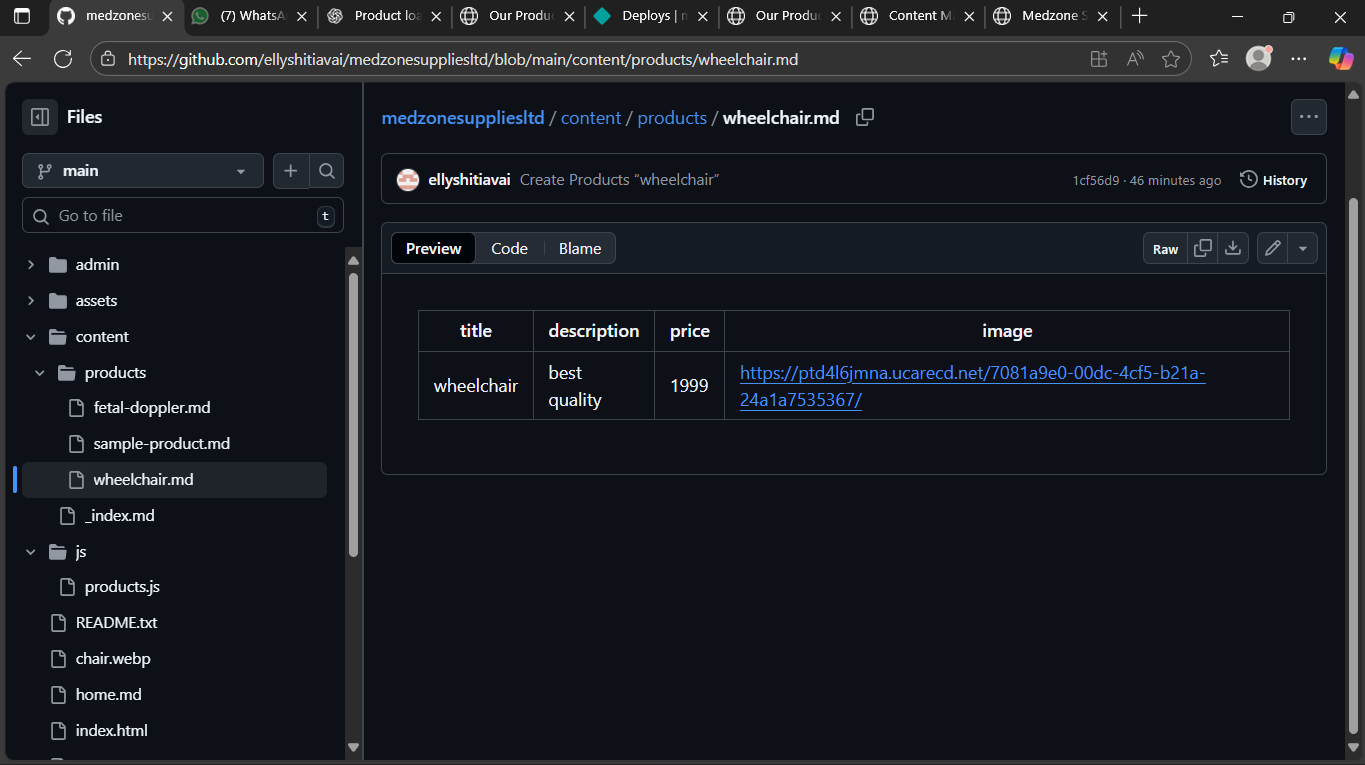 medzonesu
(7) WhatsA
Product loa
Our Produc
Deploys | m
Our Produc
Content M
Medzone S
https://github.com/ellyshitiavai/medzonesuppliesltd/blob/main/content/products/wheelchair.md
Files
main
Go to file
t
admin
assets
content
products
fetal-doppler.md
sample-product.md
wheelchair.md
_index.md
js
products.js
README.txt
chair.webp
home.md
index.html
medzonesuppliesltd / content / products / wheelchair.md
ellyshitiavai Create Products “wheelchair”
1cf56d9 · 46 minutes ago
History
Preview
Code
Blame
Raw
title description price image
wheelchair
best
quality
1999
https://ptd4l6jmna.ucarecd.net/7081a9e0-00dc-4cf5-b21a-
24a1a7535367/